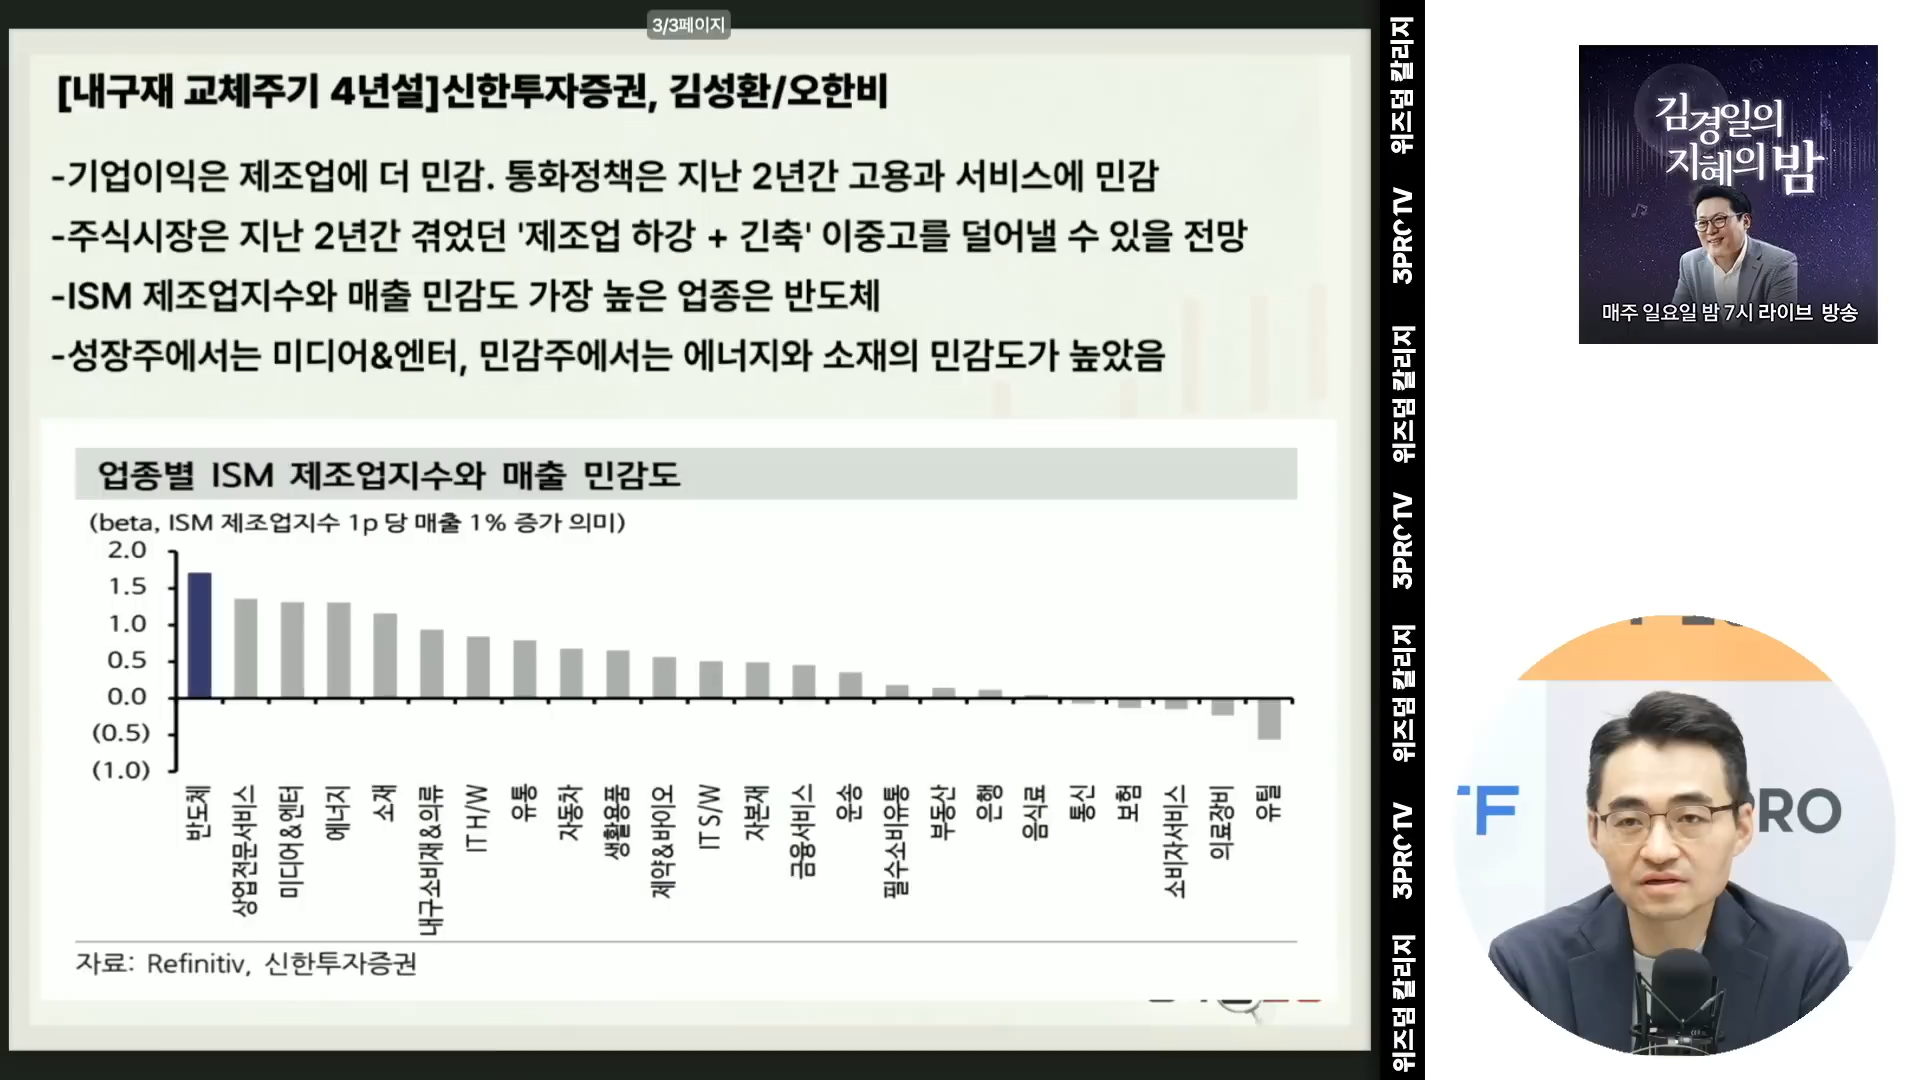 3/3페이지
[내구재 교체주기 4년설]신한투자증권, 김성환/오한비
-기업이익은 제조업에 더 민감. 통화정책은 지난 2년간 고용과 서비스에 민감
-주식시장은 지난 2년간 겪었던 '제조업 하강 + 긴축' 이중고를 덜어낼 수 있을 전망
-ISM 제조업지수와 매출 민감도 가장 높은 업종은 반도체
-성장주에서는 미디어&엔터, 민감주에서는 에너지와 소재의 민감도가 높았음
업종별 ISM 제조업지수와 매출 민감도
(beta, ISM 제조업지수 1p 당 매출 1% 증가 의미)
2.0
1.5
1.0
0.5
0.0
(0.5)
(1.0)
반도체
상업전문서비스
미디어&엔터
에너지
소재
내구소비재&의류
IT H/W
유통
자동차
생활용품
제약&바이오
IT S/W
자본재
금융서비스
운송
필수소비유통
부동산
은행
음식료
통신
보험
소비자서비스
의료장비
유틸
자료: Refinitiv, 신한투자증권
위즈덤 칼리지
3PROTV
위즈덤 칼리지
3PROTV
위즈덤 칼리지
3PROTV
위즈덤 칼리지
김경일의
지혜의 밤
매주 일요일 밤 7시 라이브 방송
F
PRO